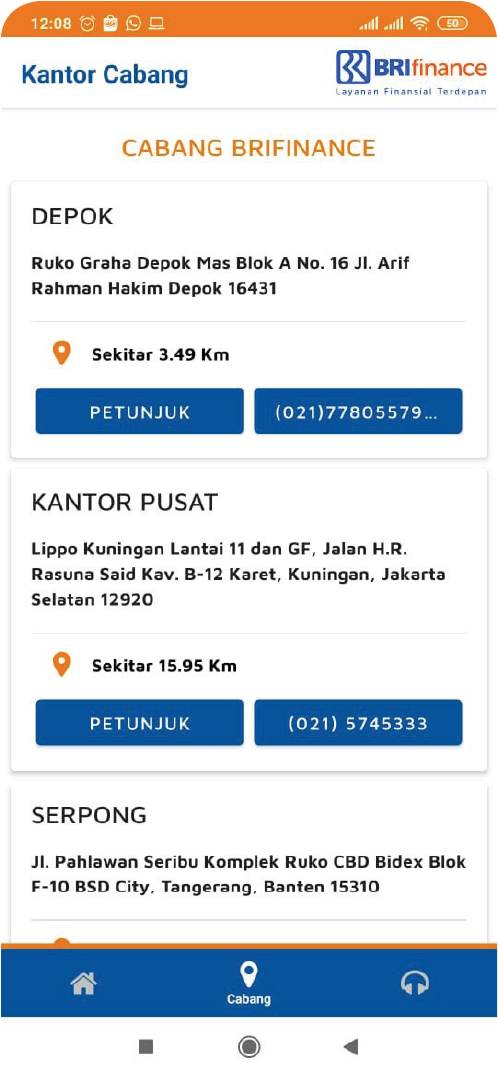 12:08
50
Kantor Cabang
BRIfinance
Layanan Finansial Terdepan
CABANG BRIFINANCE
DEPOK
Ruko Graha Depok Mas Blok A No. 16 Jl. Arif
Rahman Hakim Depok 16431
Sekitar 3.49 Km
PETUNJUK
(021)77805579...
KANTOR PUSAT
Lippo Kuningan Lantai 11 dan GF, Jalan H.R.
Rasuna Said Kav. B-12 Karet, Kuningan, Jakarta
Selatan 12920
Sekitar 15.95 Km
PETUNJUK
(021) 5745333
SERPONG
Jl. Pahlawan Seribu Komplek Ruko CBD Bidex Blok
F-10 BSD City, Tangerang, Banten 15310
Cabang